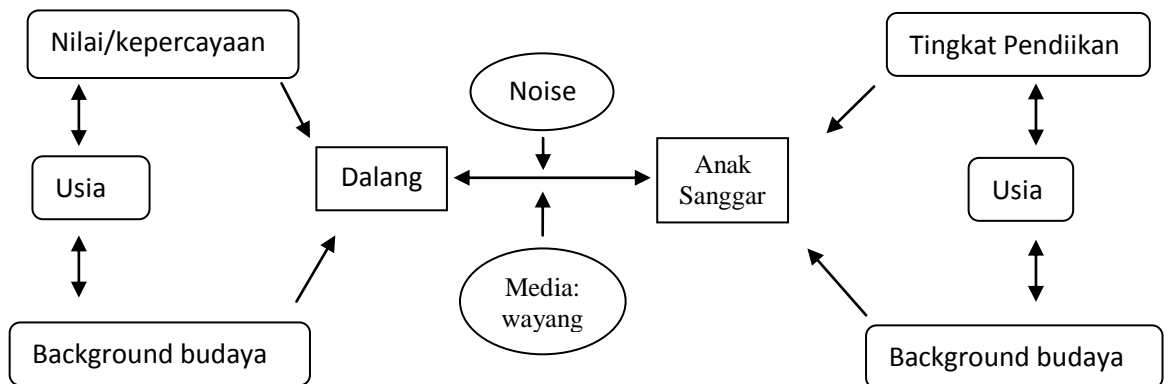 Nilai/kepercayaan
Tingkat Pendiikan
Noise
Usia
Dalang
Anak
Sanggar
Usia
Media:
wayang
Background budaya
Background budaya